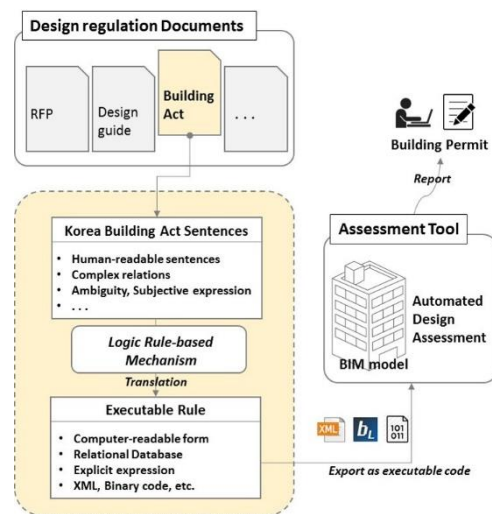 Design regulation Documents
RFP
Design
guide
Building
Act
...
Building Permit
Report
Korea Building Act Sentences
• Human-readable sentences
• Complex relations
• Ambiguity, Subjective expression
• ...
Logic Rule-based
Mechanism
Translation
Executable Rule
• Computer-readable form
• Relational Database
• Explicit expression
• XML, Binary code, etc.
Assessment Tool
Automated
Design
Assessment
BIM model
XML
bL
101
011
Export as executable code